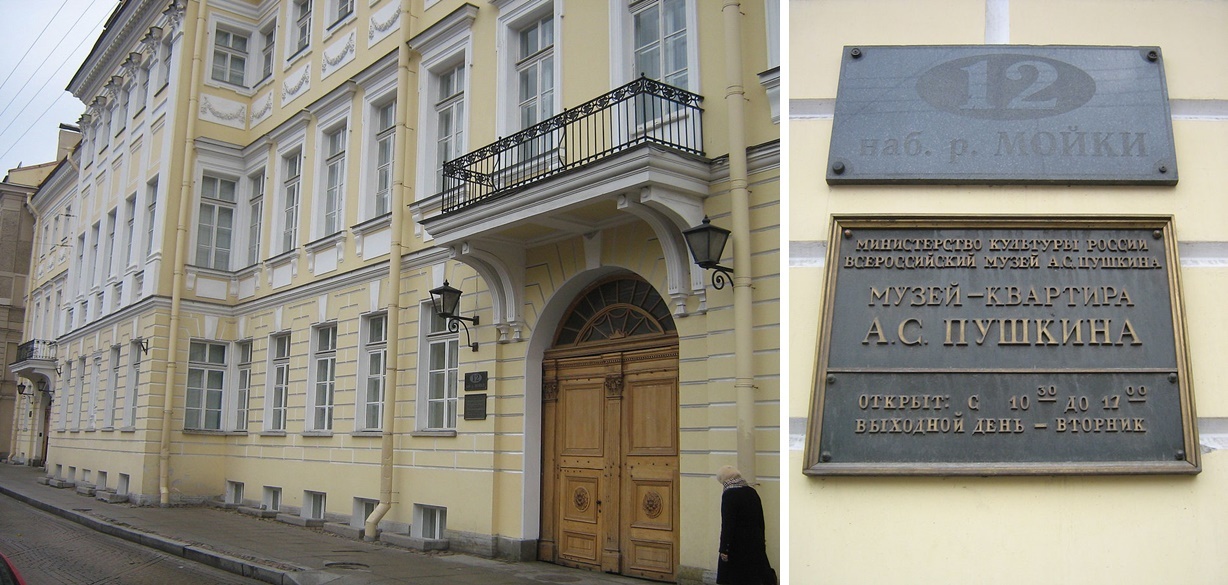 12
12
наб. р. МОЙКИ
МИНИСТЕРСТВО КУЛЬТУРЫ РОССИИ
ВСЕРОССИЙСКИЙ МУЗЕЙ А.С.ПУШКИНА
МУЗЕЙ–КВАРТИРА
А.С. ПУШКИНА
ОТКРЫТ: С 10 30 ДО 17 00
ВЫХОДНОЙ ДЕНЬ – ВТОРНИК